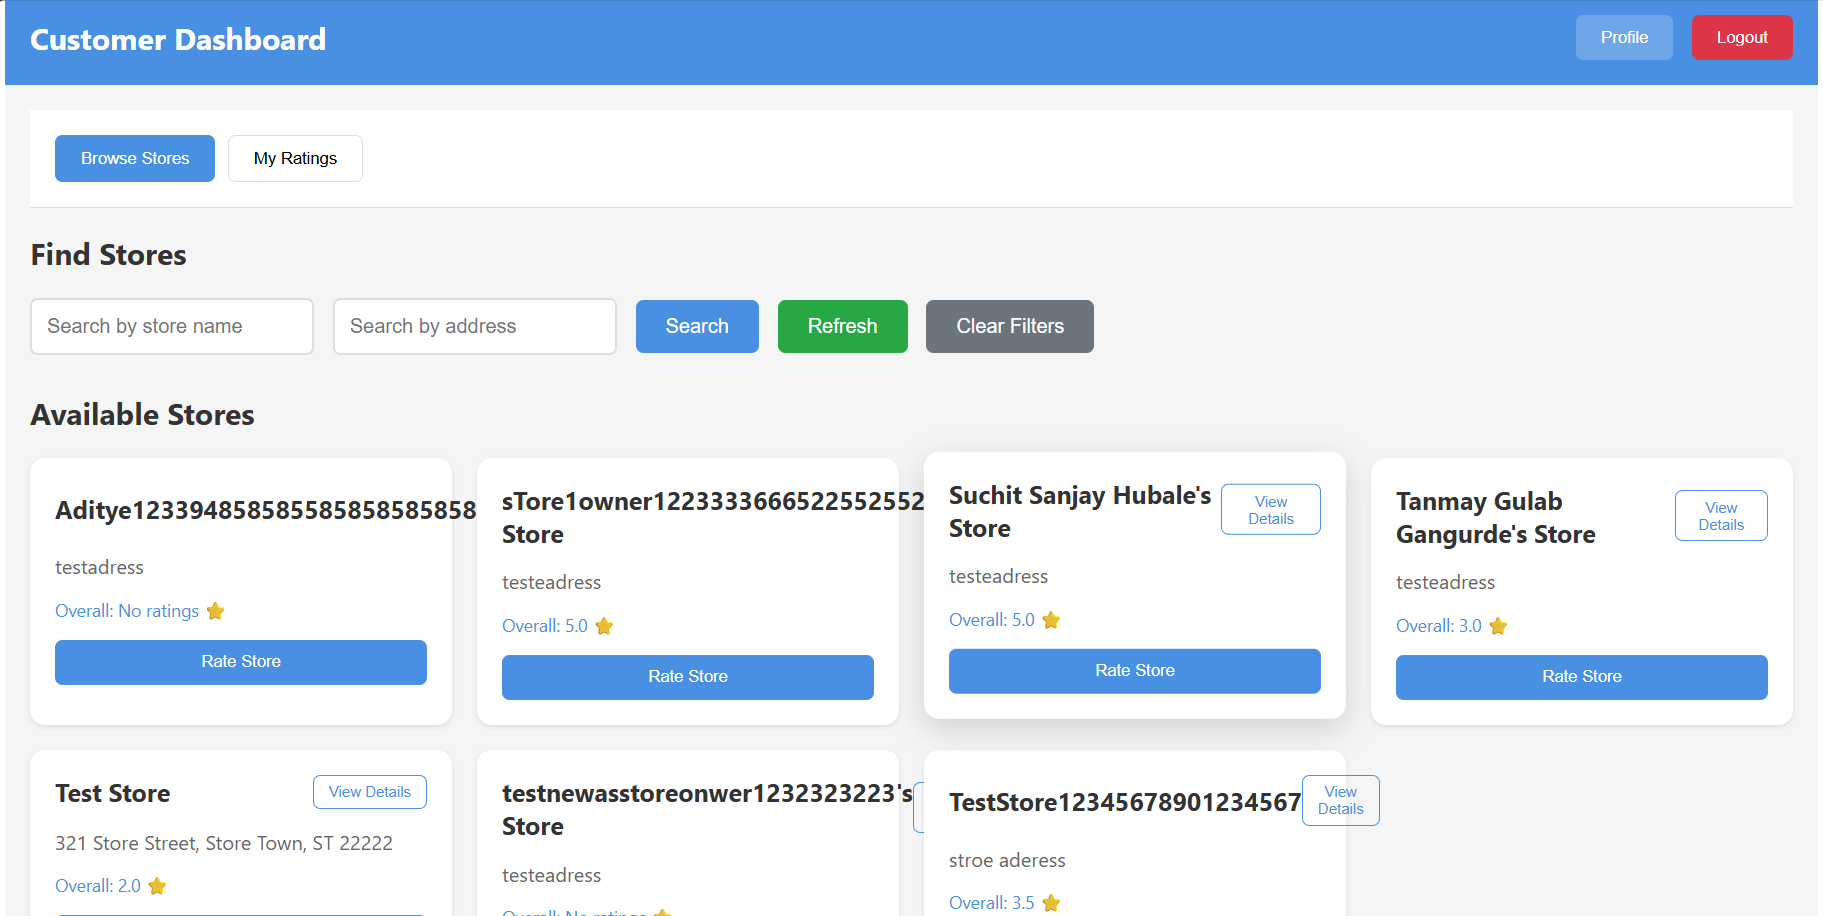 Customer Dashboard
Profile
Logout
Browse Stores
My Ratings
Find Stores
Search by store name
Search by address
Search
Refresh
Clear Filters
Available Stores
Aditye1233948585855858585858
testadress
Overall: No ratings
Rate Store
sTore1owner1223333666522552552
Store
testeadress
Overall: 5.0
Rate Store
Suchit Sanjay Hubale's
Store
View
Details
testeadress
Overall: 5.0
Rate Store
Tanmay Gulab
Gangurde's Store
View
Details
testeadress
Overall: 3.0
Rate Store
Test Store
View Details
321 Store Street, Store Town, ST 22222
Overall: 2.0
testnewasstoreonwer1232323223's
Store
testeadress
Overall: No ratings
TestStore12345678901234567
View
Details
stroe aderess
Overall: 3.5